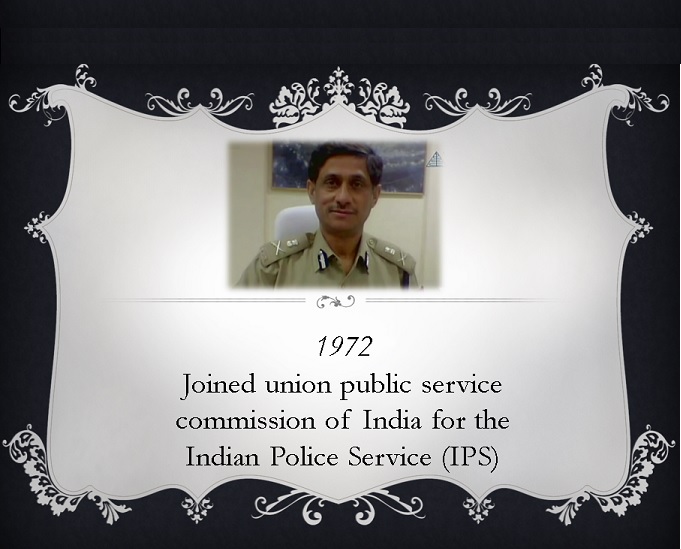 1972
Joined union public service
commission of India for the
Indian Police Service (IPS)